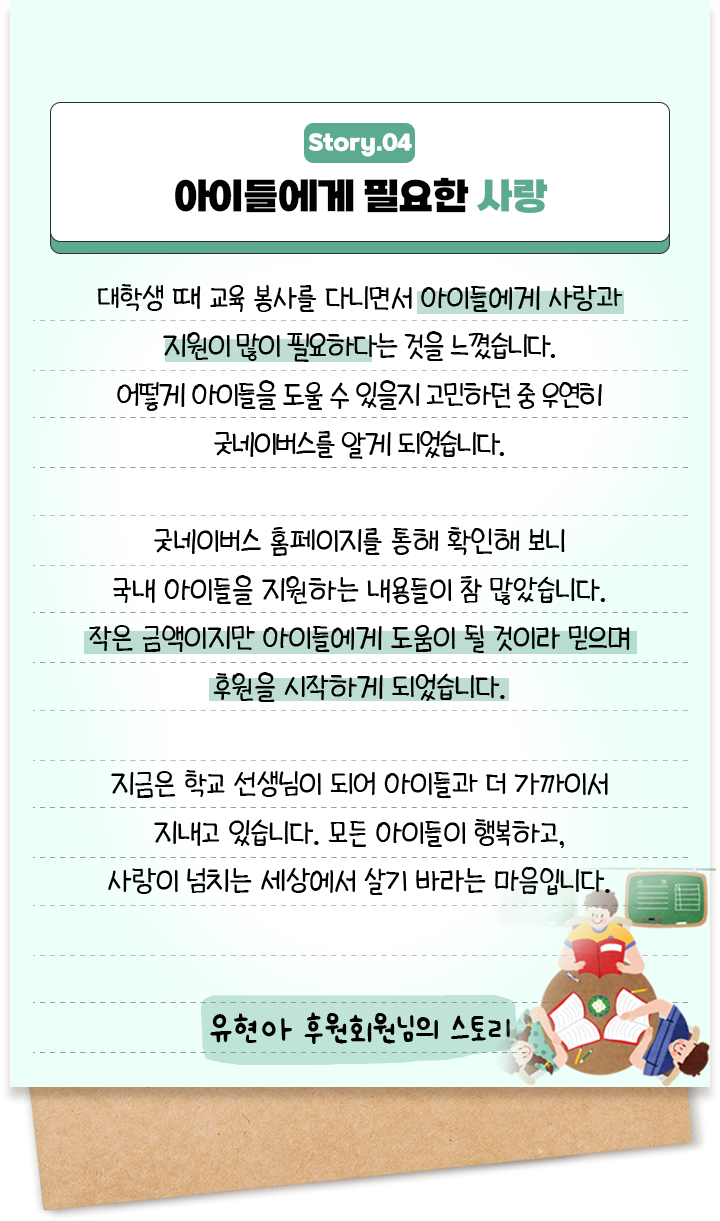 Story.04
아이들에게 필요한 사랑
대학생 때 교육 봉사를 다니면서 아이들에게 사랑과
지원이 많이 필요하다는 것을 느꼈습니다.
어떻게 아이들을 도울 수 있을지 고민하던 중 우연히
굿네이버스를 알게 되었습니다.
굿네이버스 홈페이지를 통해 확인해 보니
국내 아이들을 지원하는 내용들이 참 많았습니다.
작은 금액이지만 아이들에게 도움이 될 것이라 믿으며
후원을 시작하게 되었습니다.
지금은 학교 선생님이 되어 아이들과 더 가까이서
지내고 있습니다. 모든 아이들이 행복하고,
사랑이 넘치는 세상에서 살기 바라는 마음입니다.
유현아 후원회원님의 스토리